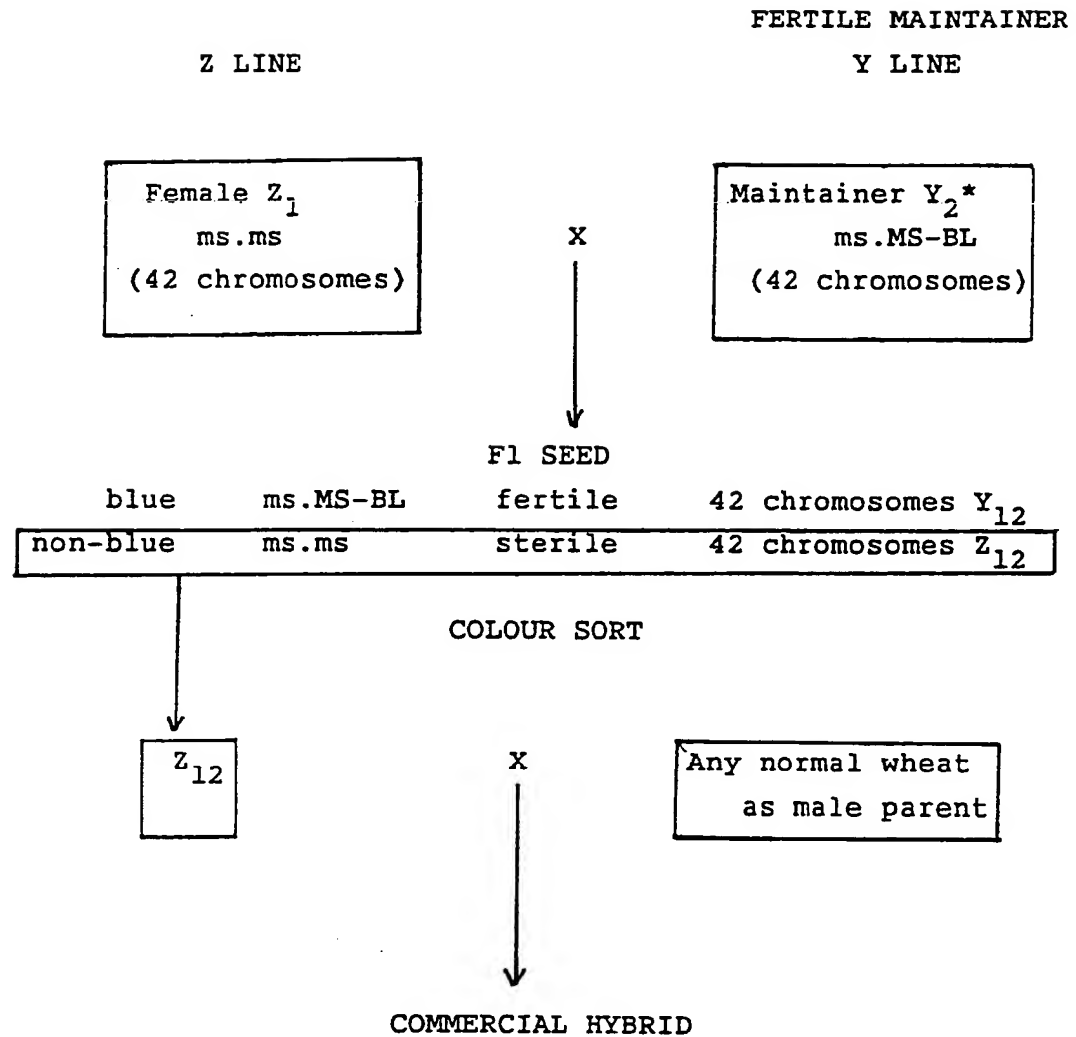 FERTILE MAINTAINER
Z LINE Y LINE
Female Z1 Maintainer Y2*
ms.ms X ms.MS-BL
(42 chromosomes) (42 chromosomes)
F1 SEED
blue ms.MS-BL fertile 42 chromosomes Y12
non-blue ms.ms sterile 42 chromosomes Z12
COLOUR SORT
Z12 X Any normal wheat
as male parent
COMMERCIAL HYBRID